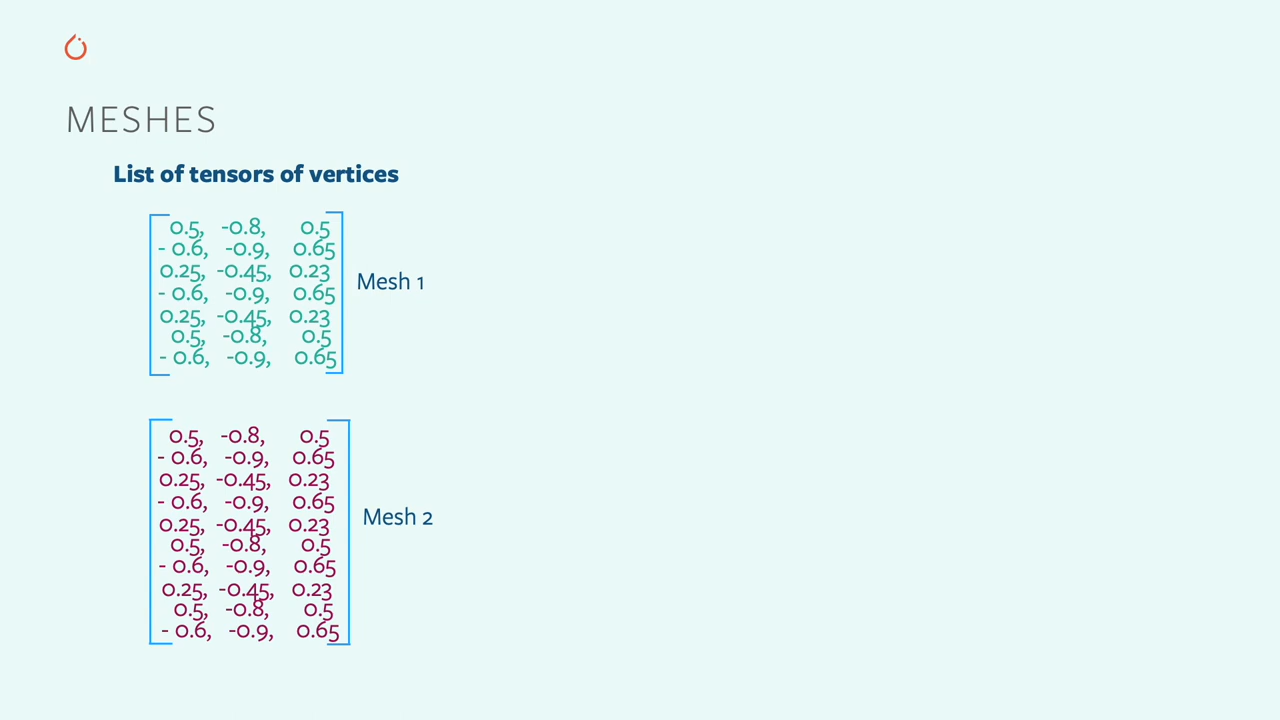 MESHES
List of tensors of vertices
0.5, -0.8, 0.5
- 0.6, -0.9, 0.65
0.25, -0.45, 0.23
- 0.6, -0.9, 0.65
0.25, -0.45, 0.23
0.5, -0.8, 0.5
- 0.6, -0.9, 0.65
Mesh 1
0.5, -0.8, 0.5
- 0.6, -0.9, 0.65
0.25, -0.45, 0.23
- 0.6, -0.9, 0.65
0.25, -0.45, 0.23
0.5, -0.8, 0.5
- 0.6, -0.9, 0.65
0.25, -0.45, 0.23
0.5, -0.8, 0.5
- 0.6, -0.9, 0.65
Mesh 2